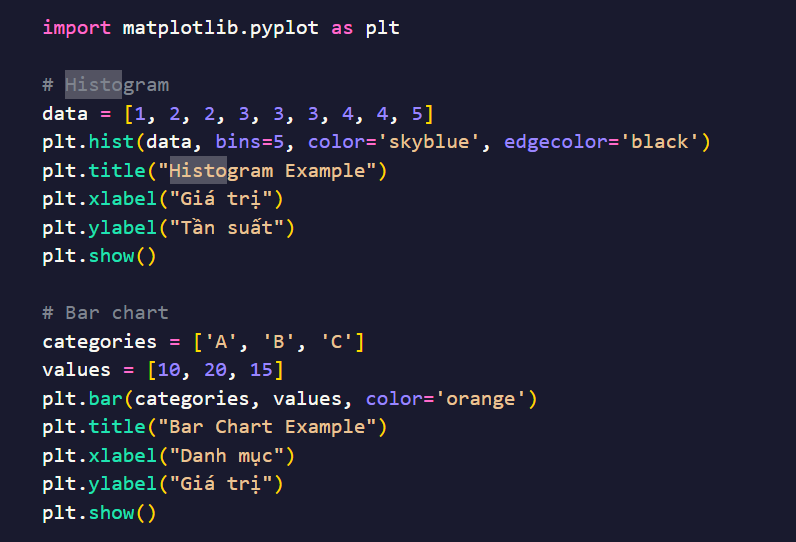 import matplotlib.pyplot as plt
# Histogram
data = [1, 2, 2, 3, 3, 3, 4, 4, 5]
plt.hist(data, bins=5, color='skyblue', edgecolor='black')
plt.title("Histogram Example")
plt.xlabel("Giá trị")
plt.ylabel("Tần suất")
plt.show()
# Bar chart
categories = ['A', 'B', 'C']
values = [10, 20, 15]
plt.bar(categories, values, color='orange')
plt.title("Bar Chart Example")
plt.xlabel("Danh mục")
plt.ylabel("Giá trị")
plt.show()